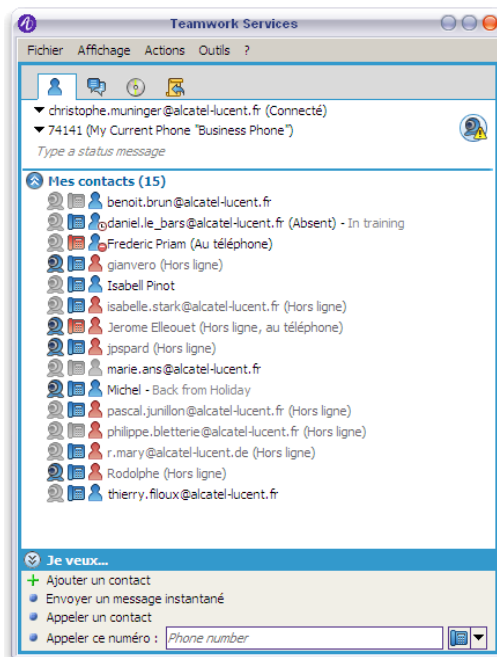 Teamwork Services
Fichier Affichage Actions Outils ?
christophe.muninger@alcatel-lucent.fr (Connecté)
74141 (My Current Phone "Business Phone")
Type a status message
Mes contacts (15)
benoit.brun@alcatel-lucent.fr
daniel.le_bars@alcatel-lucent.fr (Absent) - In training
Frederic Priam (Au téléphone)
gianvero (Hors ligne)
Isabell Pinot
isabelle.stark@alcatel-lucent.fr (Hors ligne)
Jerome Elleouet (Hors ligne, au téléphone)
jpspard (Hors ligne)
marie.ans@alcatel-lucent.fr
Michel - Back from Holiday
pascal.junillon@alcatel-lucent.fr (Hors ligne)
philippe.bletterie@alcatel-lucent.fr (Hors ligne)
r.mary@alcatel-lucent.de (Hors ligne)
Rodolphe (Hors ligne)
thierry.filoux@alcatel-lucent.fr
Je veux...
Ajouter un contact
Envoyer un message instantané
Appeler un contact
Appeler ce numéro : Phone number